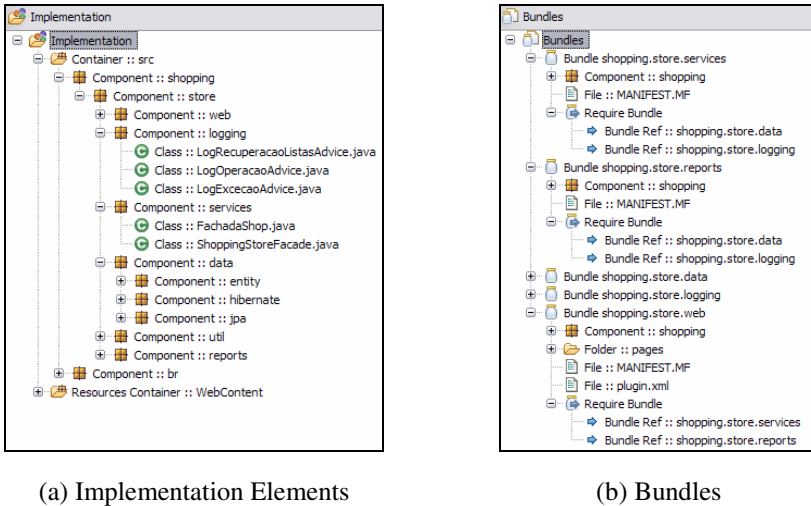 Implementation
Implementation
Container :: src
Component :: shopping
Component :: store
Component :: web
Component :: logging
Class :: LogRecuperacaoListasAdvice.java
Class :: LogOperacaoAdvice.java
Class :: LogExcecaoAdvice.java
Component :: services
Class :: FachadaShop.java
Class :: ShoppingStoreFacade.java
Component :: data
Component :: entity
Component :: hibernate
Component :: jpa
Component :: util
Component :: reports
Component :: br
Resources Container :: WebContent
(a) Implementation Elements
Bundles
Bundles
Bundle shopping.store.services
Component :: shopping
File :: MANIFEST.MF
Require Bundle
Bundle Ref :: shopping.store.data
Bundle Ref :: shopping.store.logging
Bundle shopping.store.reports
Component :: shopping
File :: MANIFEST.MF
Require Bundle
Bundle Ref :: shopping.store.data
Bundle Ref :: shopping.store.logging
Bundle shopping.store.data
Bundle shopping.store.logging
Bundle shopping.store.web
Component :: shopping
Folder :: pages
File :: MANIFEST.MF
File :: plugin.xml
Require Bundle
Bundle Ref :: shopping.store.services
Bundle Ref :: shopping.store.reports
(b) Bundles